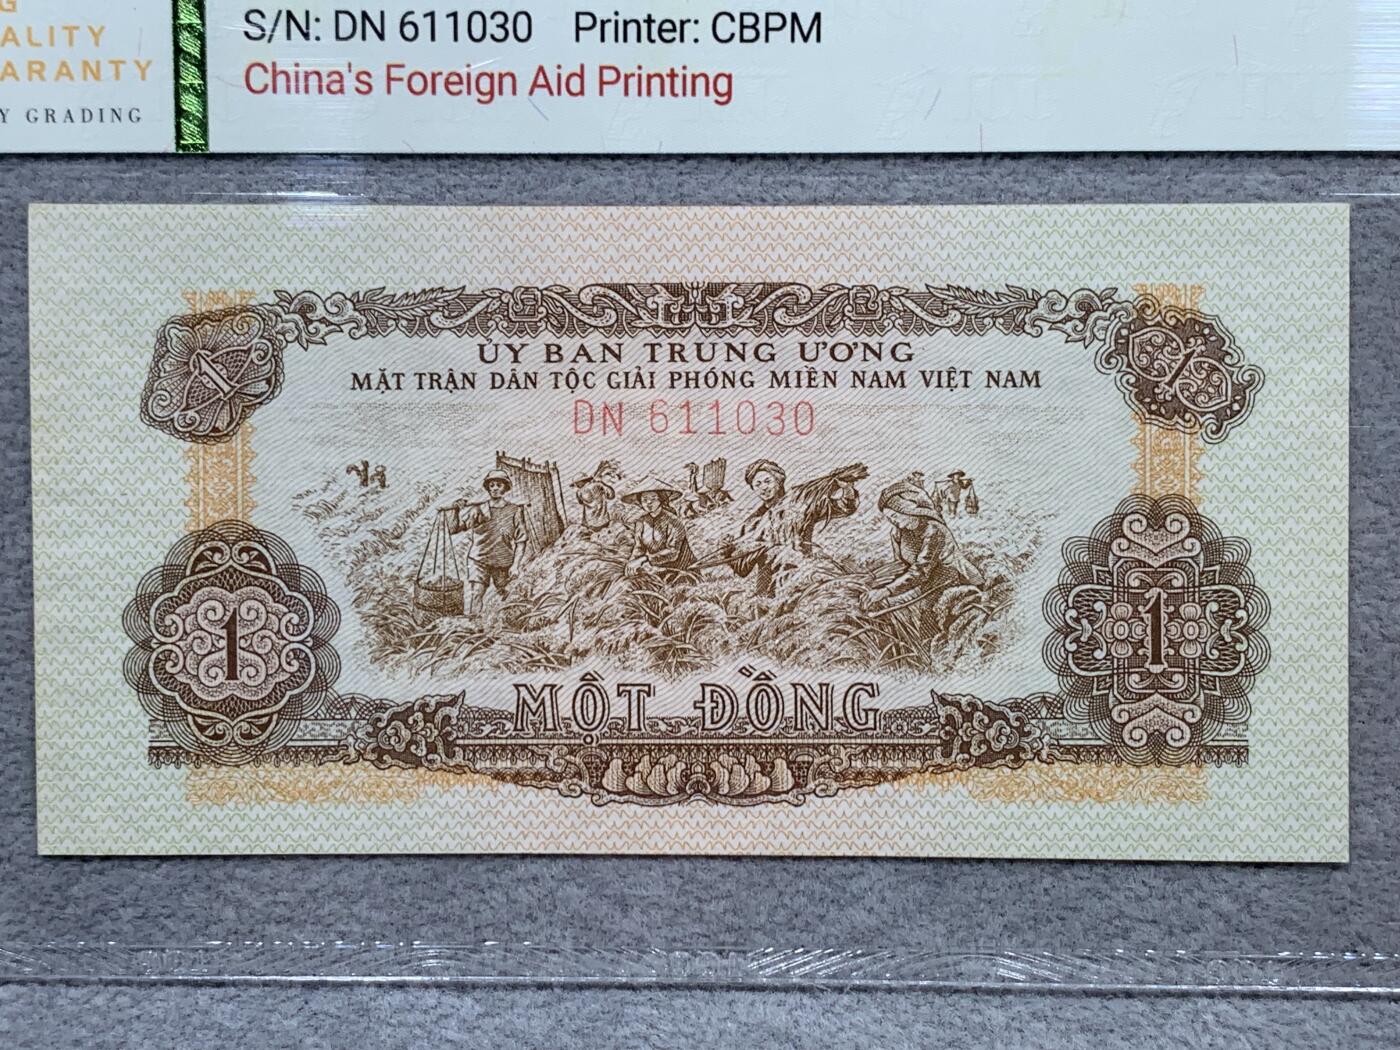 G
ALITY
ARANTY
Y GRADING
S/N: DN 611030 Printer: CBPM
China's Foreign Aid Printing
1
1
ỦY BAN TRUNG ƯƠNG
MẶT TRẬN DÂN TỘC GIẢI PHÓNG MIỀN NAM VIỆT NAM
DN 611030
1
1
MỘT ĐỒNG